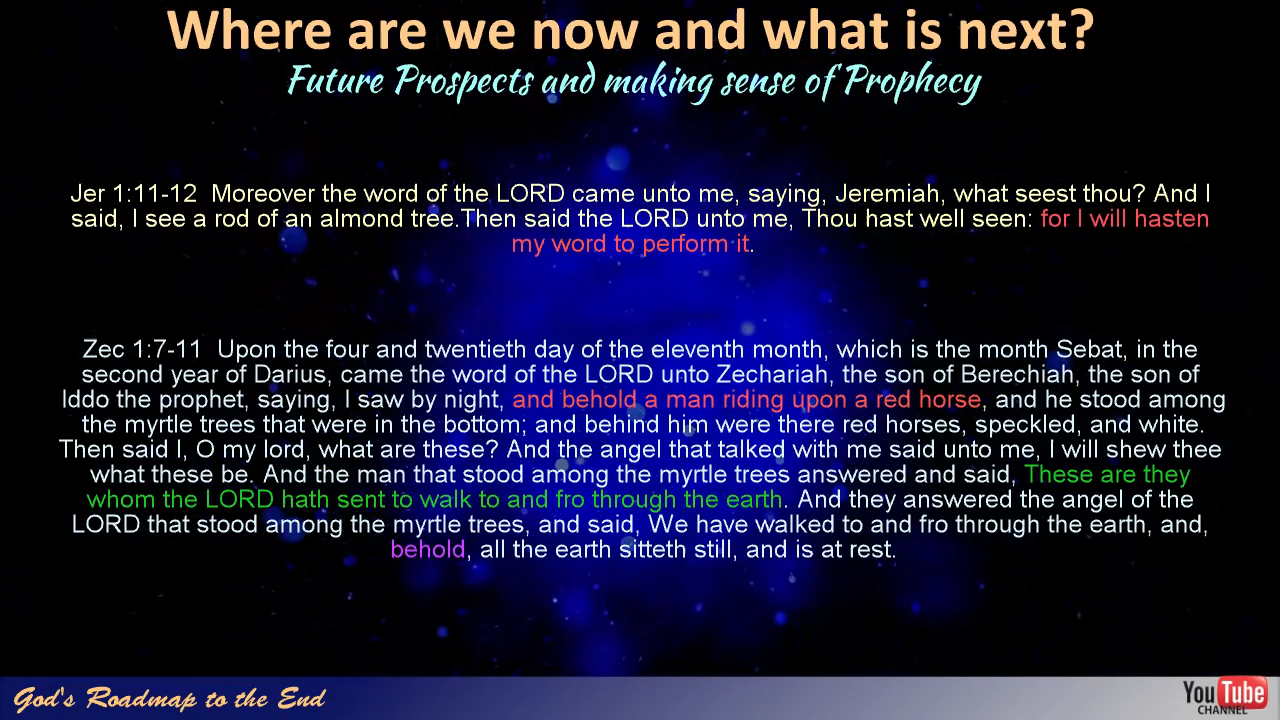 Where are we now and what is next?
Future Prospects and making sense of Prophecy
Jer 1:11-12  Moreover the word of the LORD came unto me, saying, Jeremiah, what seest thou? And I
said, I see a rod of an almond tree.Then said the LORD unto me, Thou hast well seen: for I will hasten
my word to perform it.
Zec 1:7-11  Upon the four and twentieth day of the eleventh month, which is the month Sebat, in the
second year of Darius, came the word of the LORD unto Zechariah, the son of Berechiah, the son of
Iddo the prophet, saying, I saw by night, and behold a man riding upon a red horse, and he stood among
the myrtle trees that were in the bottom; and behind him were there red horses, speckled, and white.
Then said I, O my lord, what are these? And the angel that talked with me said unto me, I will shew thee
what these be. And the man that stood among the myrtle trees answered and said, These are they
whom the LORD hath sent to walk to and fro through the earth. And they answered the angel of the
LORD that stood among the myrtle trees, and said, We have walked to and fro through the earth, and,
behold, all the earth sitteth still, and is at rest.
God's Roadmap to the End
YouTube
CHANNEL